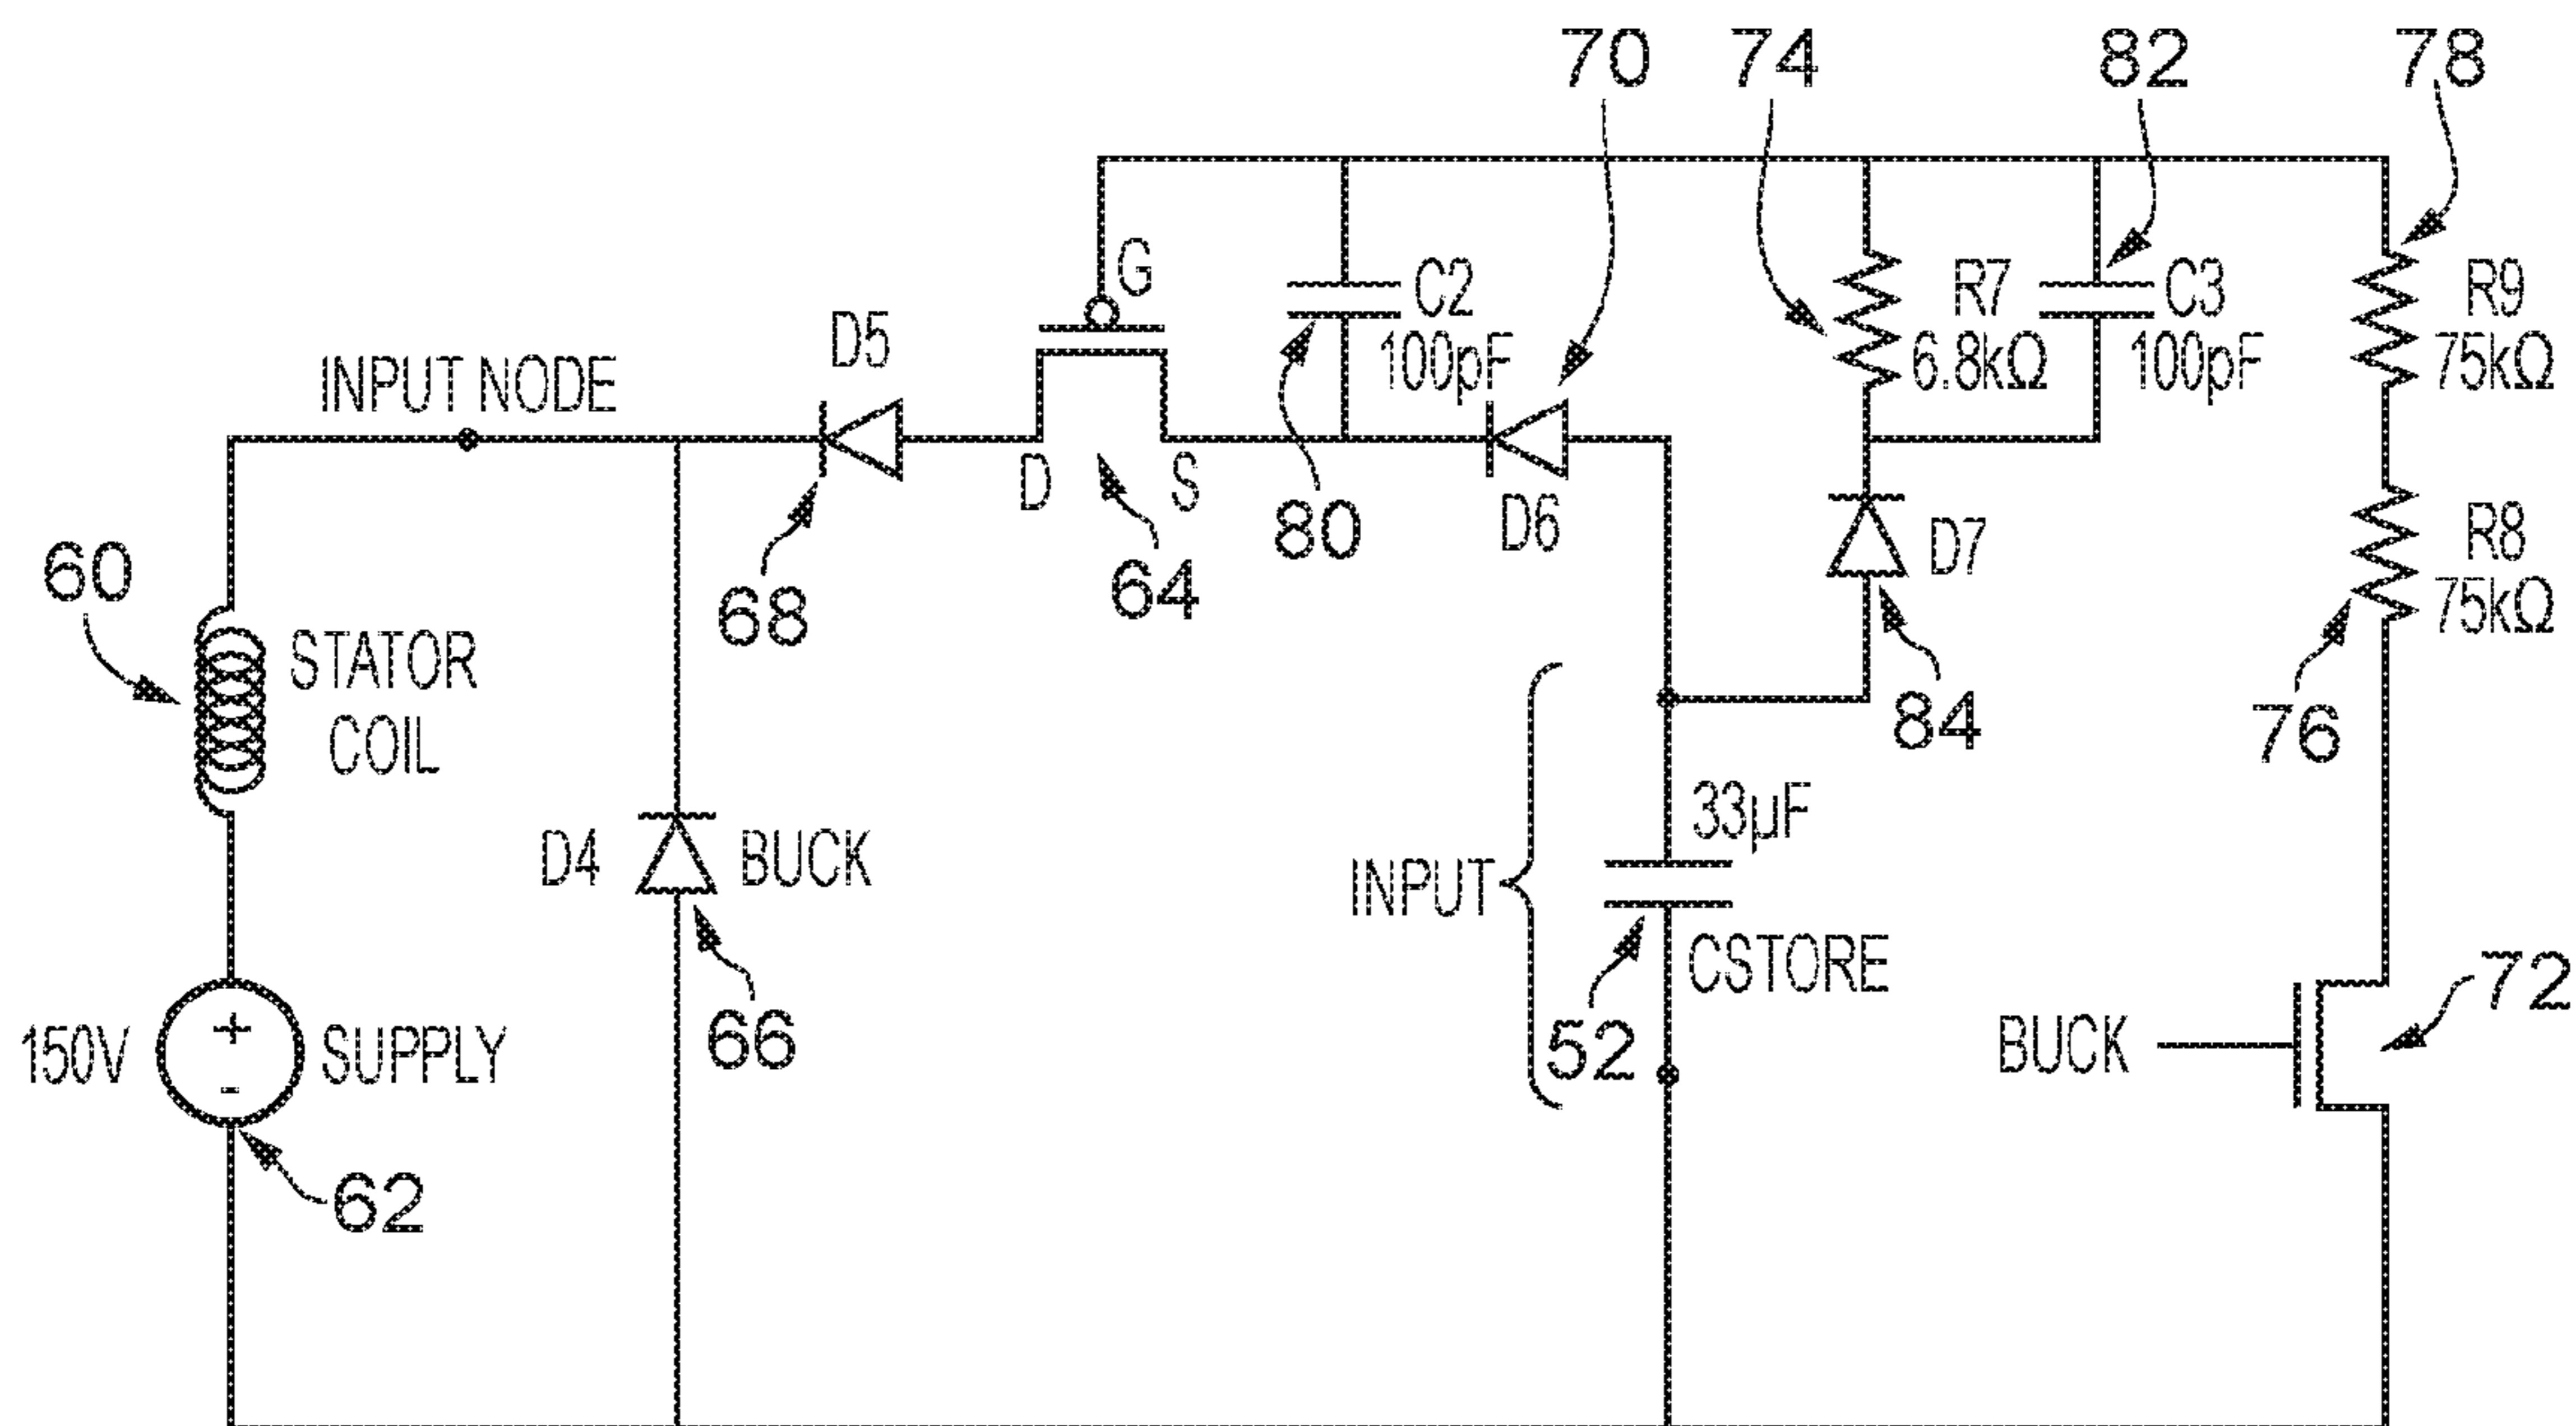 70
74
82
78
G
C2
100pF
R7
6.8kΩ
C3
100pF
R9
75kΩ
D5
INPUT NODE
D
S
80
D6
D7
R8
75kΩ
60
68
64
84
76
STATOR
COIL
33µF
D4
BUCK
INPUT
CSTORE
72
150V
SUPPLY
66
52
BUCK
+
-
62